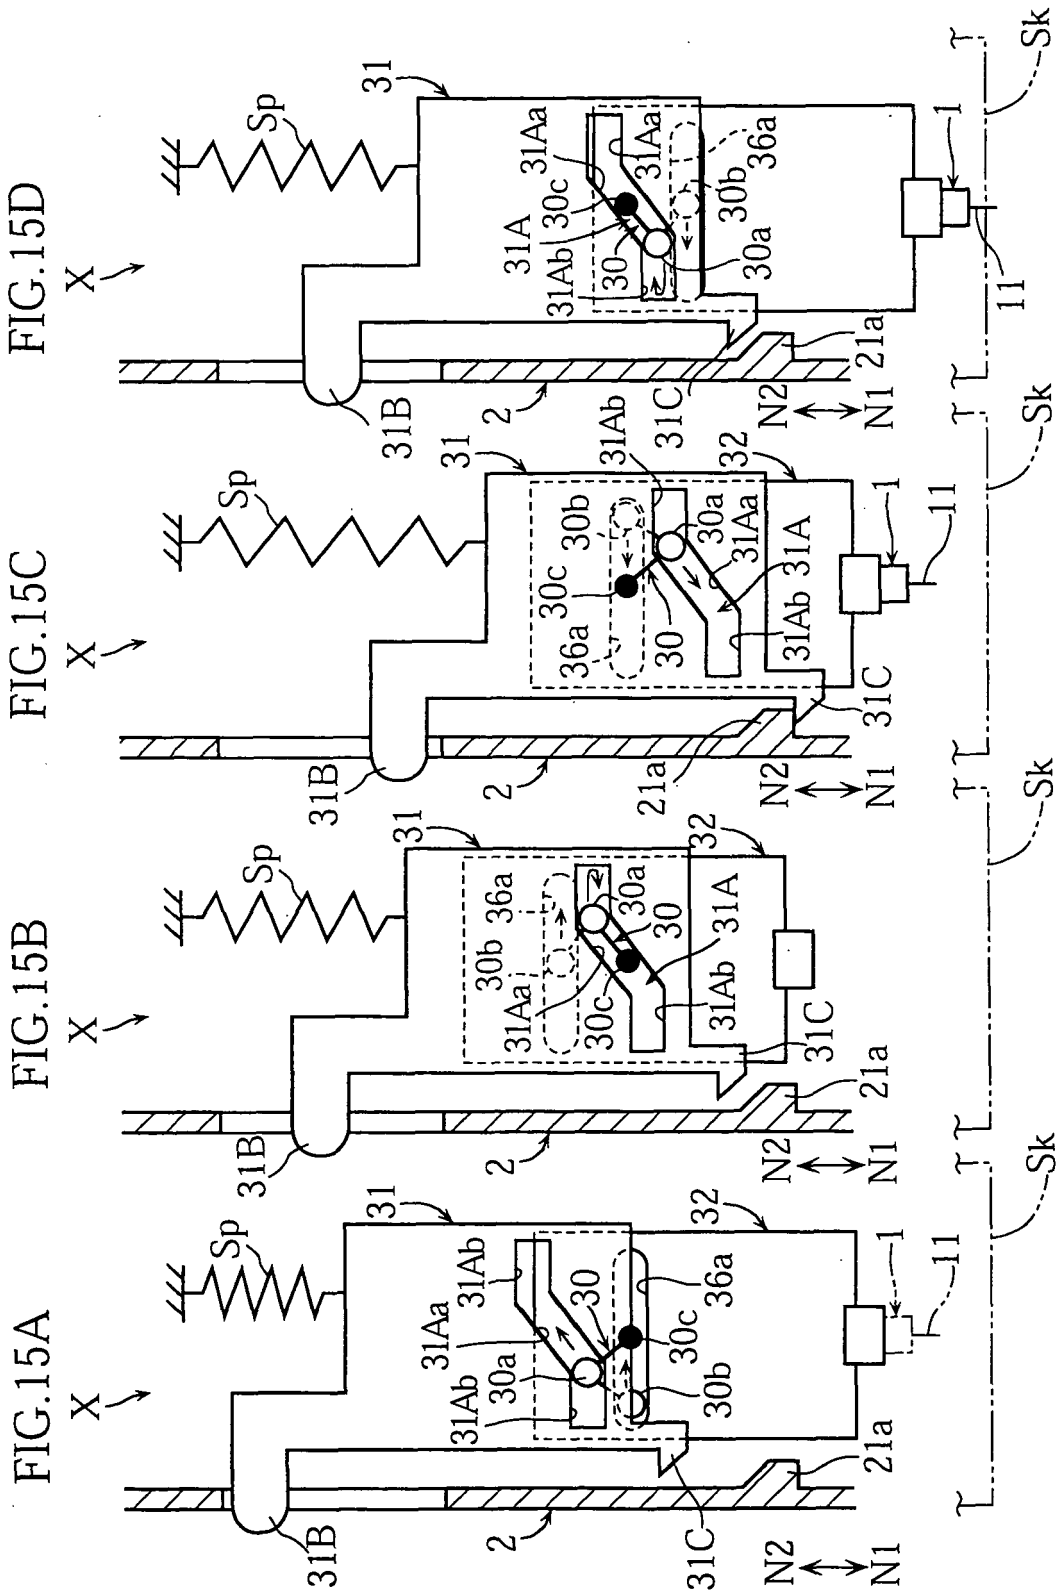 FIG.15A
X
Sp
31
31B
31Ab
31Aa
31Ab
30a
30
36a
30c
30b
32
2
31C
21a
1
11
N2
N1
Sk
FIG.15B
X
Sp
31
31B
30b
36a
31Aa
30a
30
30c
31A
31Ab
32
2
31C
21a
N2
N1
Sk
FIG.15C
X
Sp
31
31B
30c
30b
31Ab
36a
30
30a
31Aa
31A
31Ab
32
2
21a
31C
1
11
N2
N1
Sk
FIG.15D
X
Sp
31
31B
31Aa
30c
31A
30
31Ab
31Aa
36a
30b
30a
2
31C
21a
1
11
N2
N1
Sk